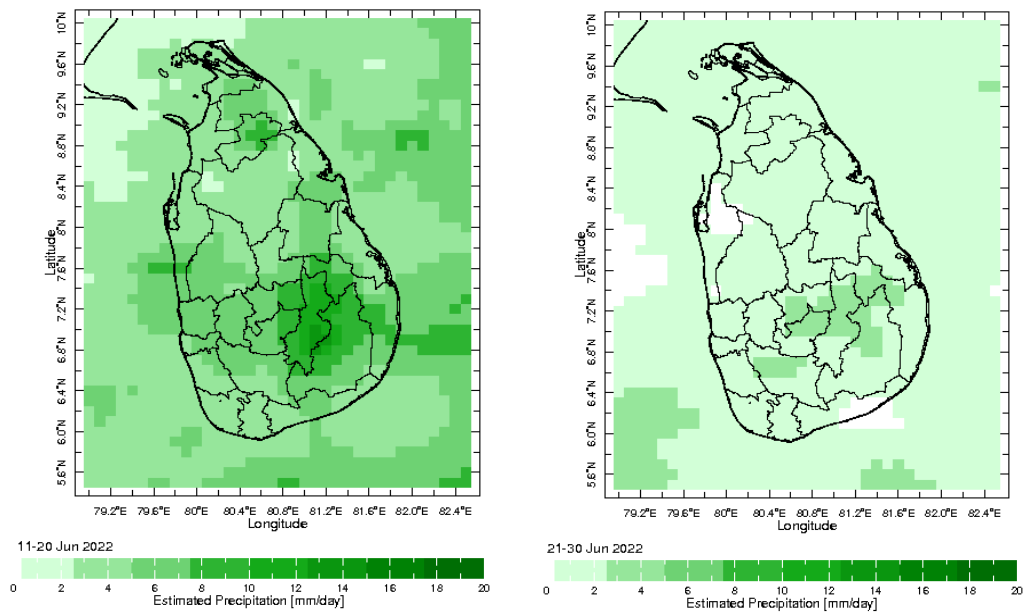 10°N
9.6°N
9.2°N
8.8°N
8.4°N
8°N
7.6°N
7.2°N
6.8°N
6.4°N
6.0°N
5.6°N
Latitude
79.2°E 79.6°E 80°E 80.4°E 80.8°E 81.2°E 81.6°E 82.0°E 82.4°E
Longitude
11-20 Jun 2022
0 2 4 6 8 10 12 14 16 18 20
Estimated Precipitation [mm/day]
10°N
9.6°N
9.2°N
8.8°N
8.4°N
8°N
7.6°N
7.2°N
6.8°N
6.4°N
6.0°N
5.6°N
Latitude
79.2°E 79.6°E 80°E 80.4°E 80.8°E 81.2°E 81.6°E 82.0°E 82.4°E
Longitude
21-30 Jun 2022
0 2 4 6 8 10 12 14 16 18 20
Estimated Precipitation [mm/day]